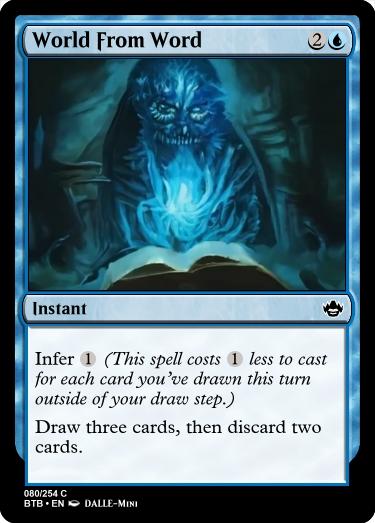 World From Word 2
Instant
Infer 1 (This spell costs 1 less to cast
for each card you've drawn this turn
outside of your draw step.)
Draw three cards, then discard two
cards.
080/254 C
BTB • EN DALLE-Mini